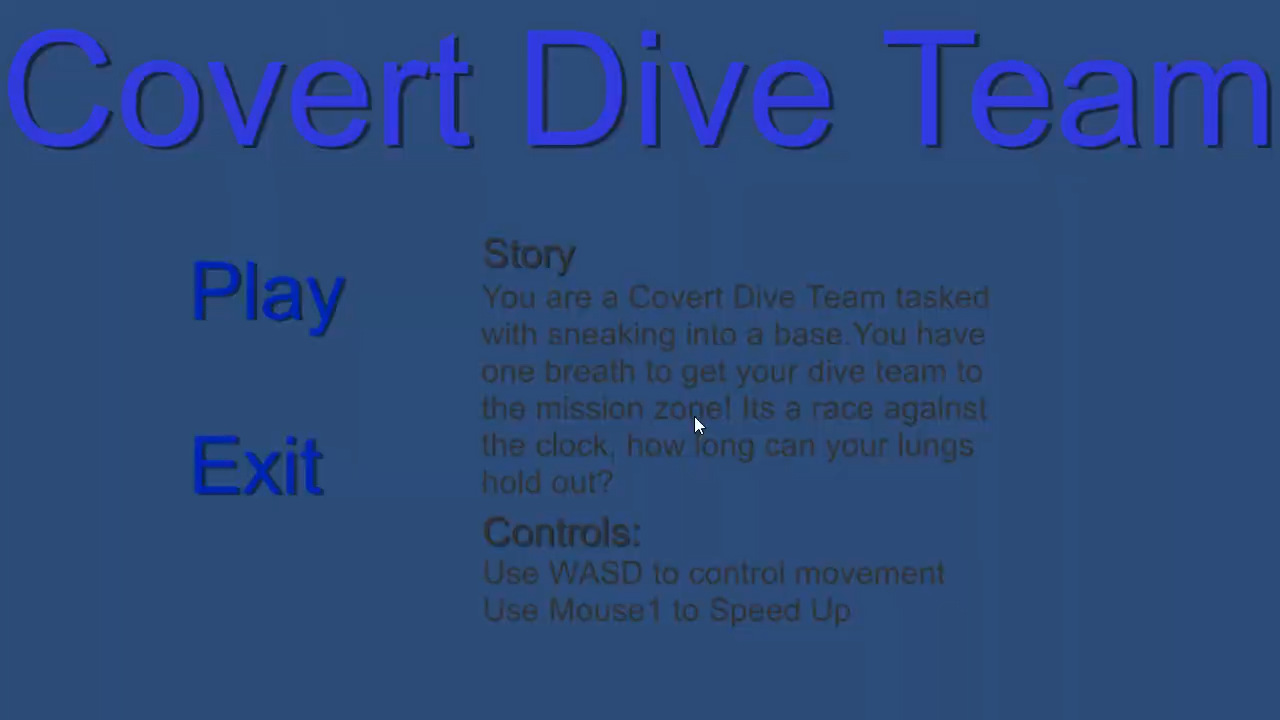 Covert Dive Team
Play
Exit
Story
You are a Covert Dive Team tasked
with sneaking into a base.You have
one breath to get your dive team to
the mission zone! Its a race against
the clock, how long can your lungs
hold out?
Controls:
Use WASD to control movement
Use Mouse1 to Speed Up